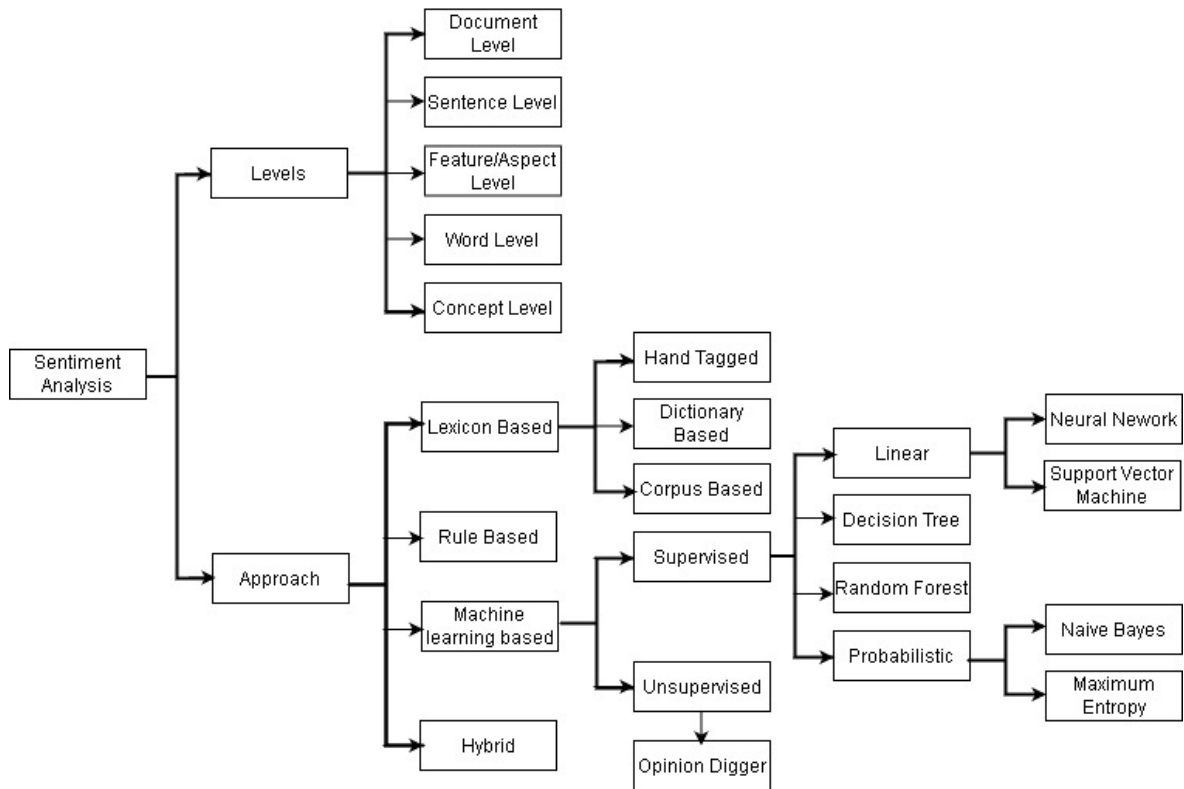 Document
Level
Sentence Level
Feature/Aspect
Level
Levels
Word Level
Concept Level
Sentiment
Analysis
Hand Tagged
Lexicon Based
Dictionary
Based
Corpus Based
Linear
Neural Nework
Support Vector
Machine
Decision Tree
Rule Based
Supervised
Approach
Random Forest
Machine
learning based
Naive Bayes
Probabilistic
Unsupervised
Maximum
Entropy
Hybrid
Opinion Digger